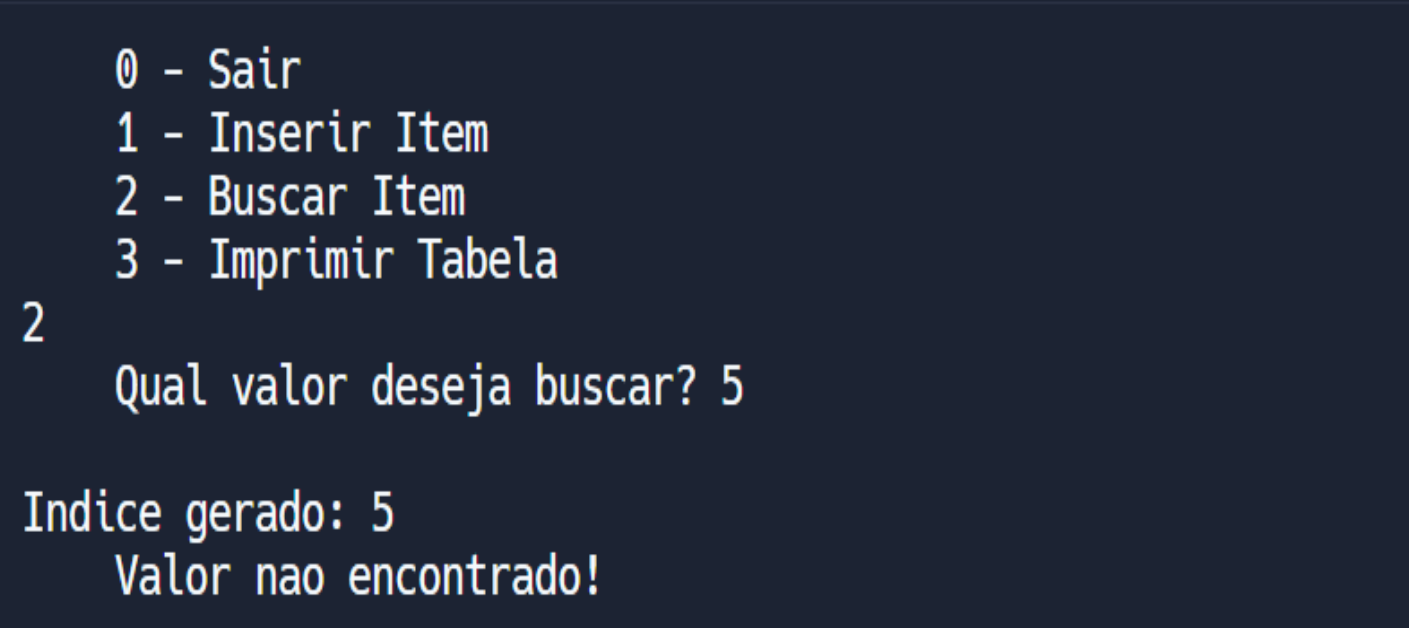 0 - Sair
1 - Inserir Item
2 - Buscar Item
3 - Imprimir Tabela
2
Qual valor deseja buscar? 5
Indice gerado: 5
Valor nao encontrado!